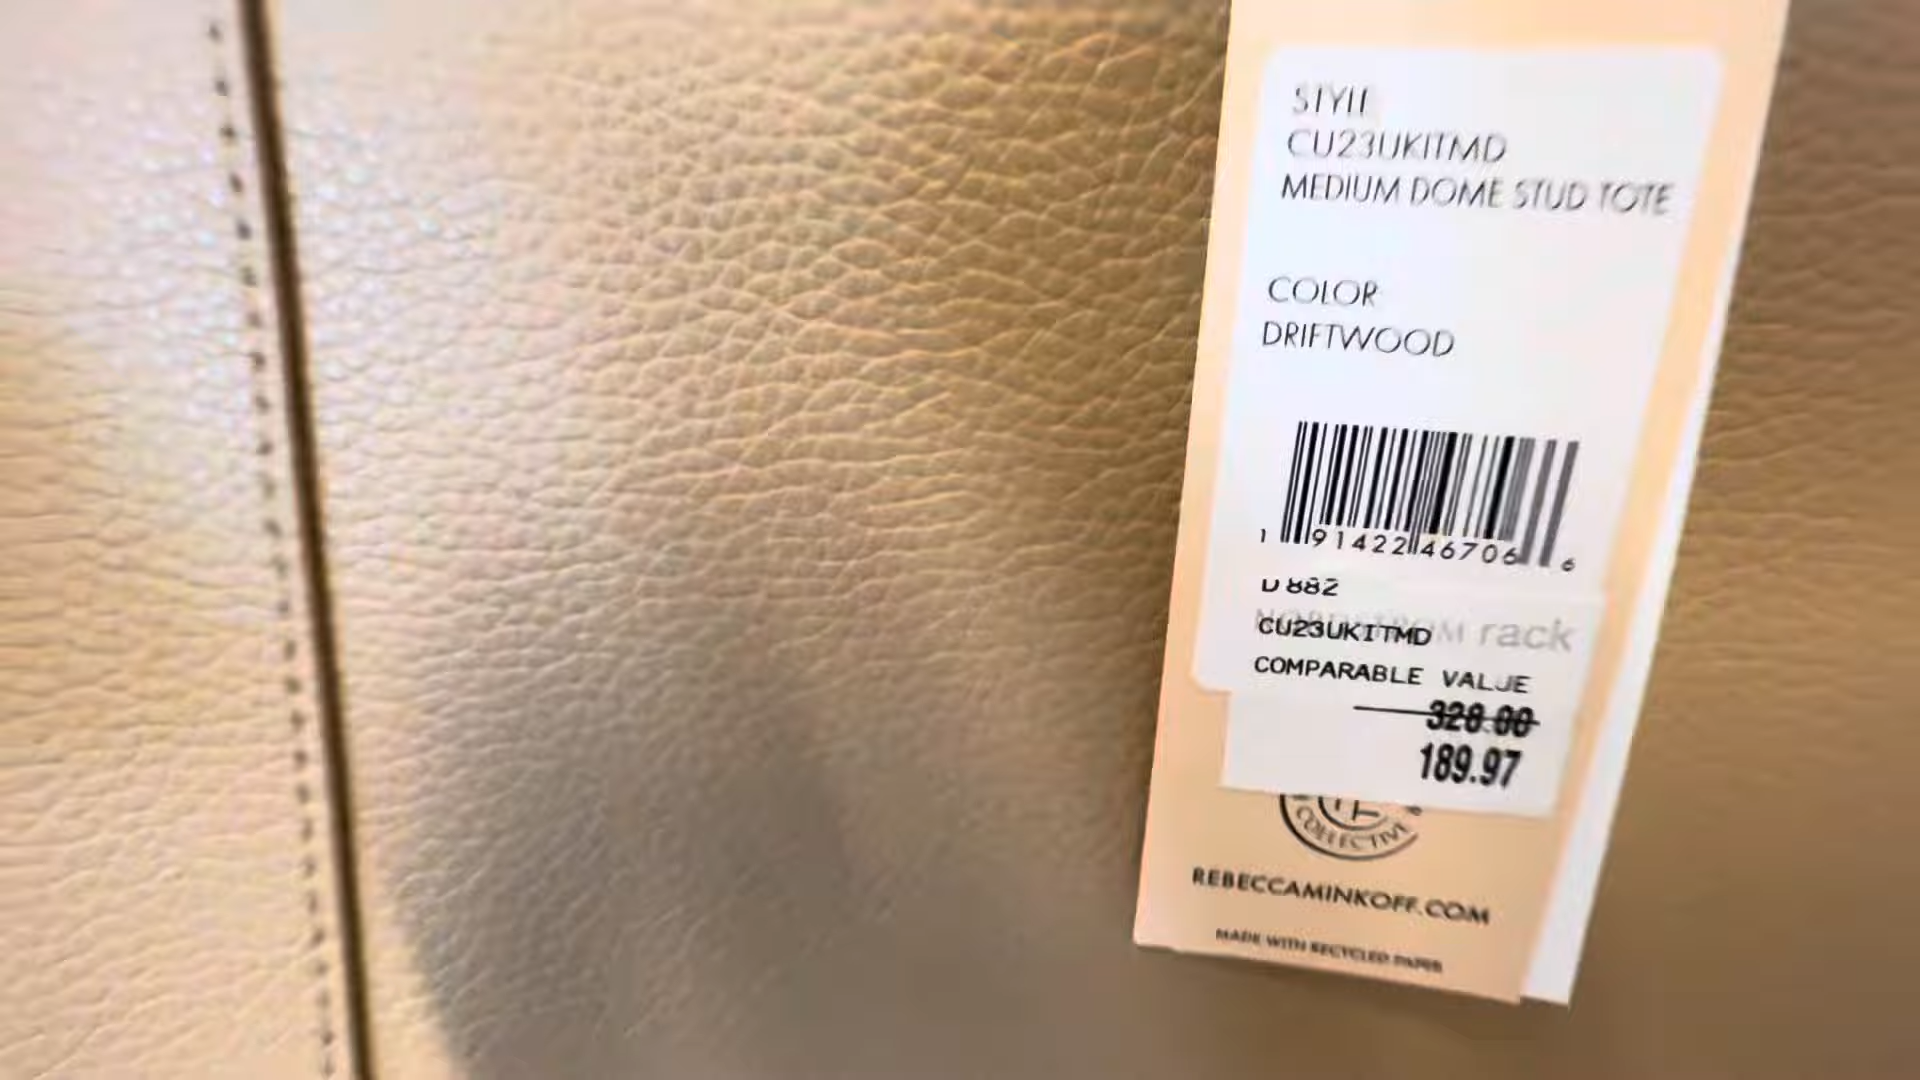 STYLE
CU23UKITMD
MEDIUM DOME STUD TOTE
COLOR
DRIFTWOOD
1 91422 46706 6
D 882
NORDSTROM rack
CU23UKITMD
COMPARABLE VALUE
328.00
189.97
COLLECTIVE
REBECCAMINKOFF.COM
MADE WITH RECYCLED PAPER